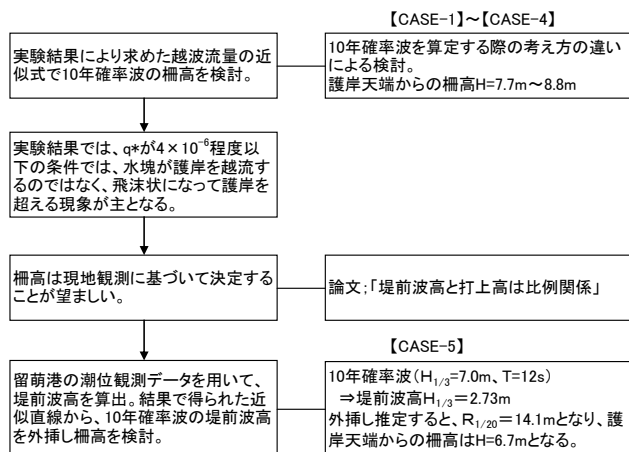 【CASE-1】～【CASE-4】
実験結果により求めた越波流量の近
似式で10年確率波の柵高を検討。
10年確率波を算定する際の考え方の違い
による検討。
護岸天端からの柵高H=7.7m～8.8m
実験結果では、q*が4×10⁻⁶程度以
下の条件では、水塊が護岸を越流す
るのではなく、飛沫状になって護岸を
超える現象が主となる。
柵高は現地観測に基づいて決定する
ことが望ましい。
論文；「堤前波高と打上高は比例関係」
【CASE-5】
留萌港の潮位観測データを用いて、
堤前波高を算出。結果で得られた近
似直線から、10年確率波の堤前波高
を外挿し柵高を検討。
10年確率波（H1/3=7.0m、T=12s）
⇒堤前波高H1/3＝2.73m
外挿し推定すると、R1/20＝14.1mとなり、護
岸天端からの柵高はH=6.7mとなる。